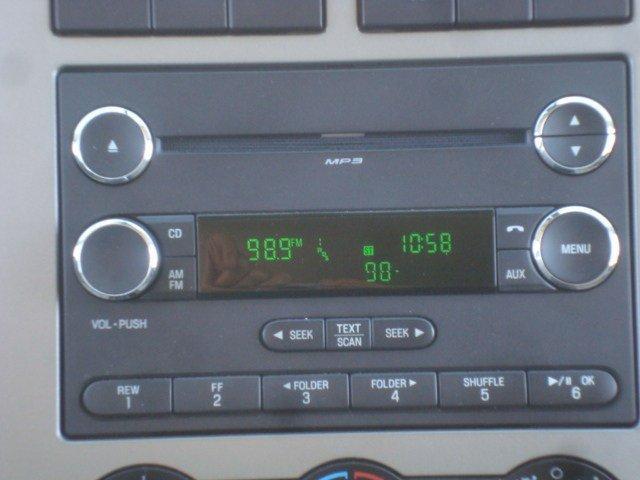 MP3
CD
98.9 FM
ST
10:58
MENU
AM
FM
98
AUX
VOL-PUSH
◄ SEEK
TEXT
SCAN
SEEK ►
REW
1
FF
2
◄ FOLDER
3
FOLDER ►
4
SHUFFLE
5
►/II OK
6